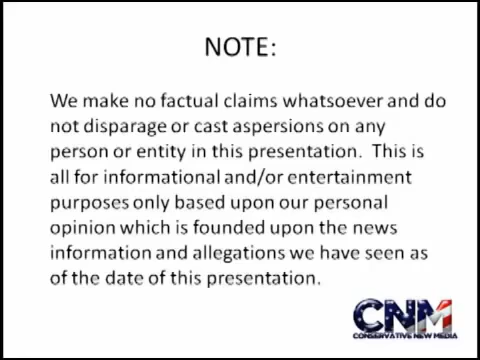 NOTE:
We make no factual claims whatsoever and do
not disparage or cast aspersions on any
person or entity in this presentation.  This is
all for informational and/or entertainment
purposes only based upon our personal
opinion which is founded upon the news
information and allegations we have seen as
of the date of this presentation.
CNM
CONSERVATIVE NEW MEDIA